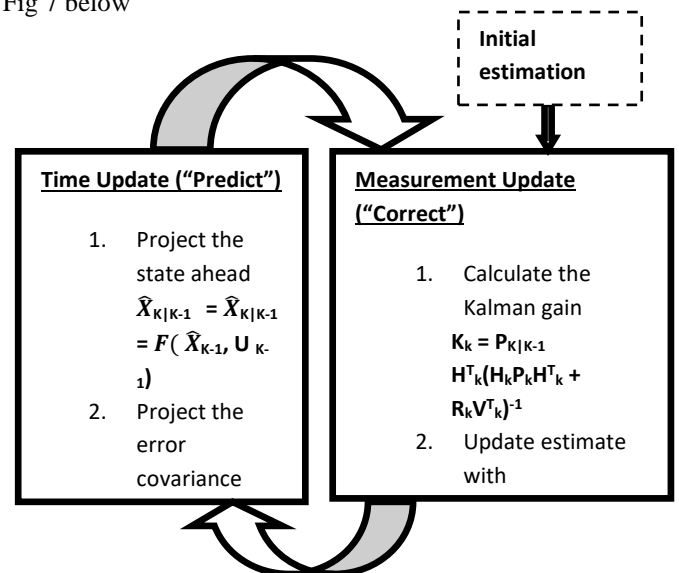 Fig 7 below
Initial
estimation
Time Update (“Predict”)
1. Project the
state ahead
X̂K|K-1 = X̂K|K-1
= F( X̂K-1, U K-
1)
2. Project the
error
covariance
Measurement Update
(“Correct”)
1. Calculate the
Kalman gain
Kk = PK|K-1
HTk(HkPkHTk +
RkVTk)-1
2. Update estimate
with